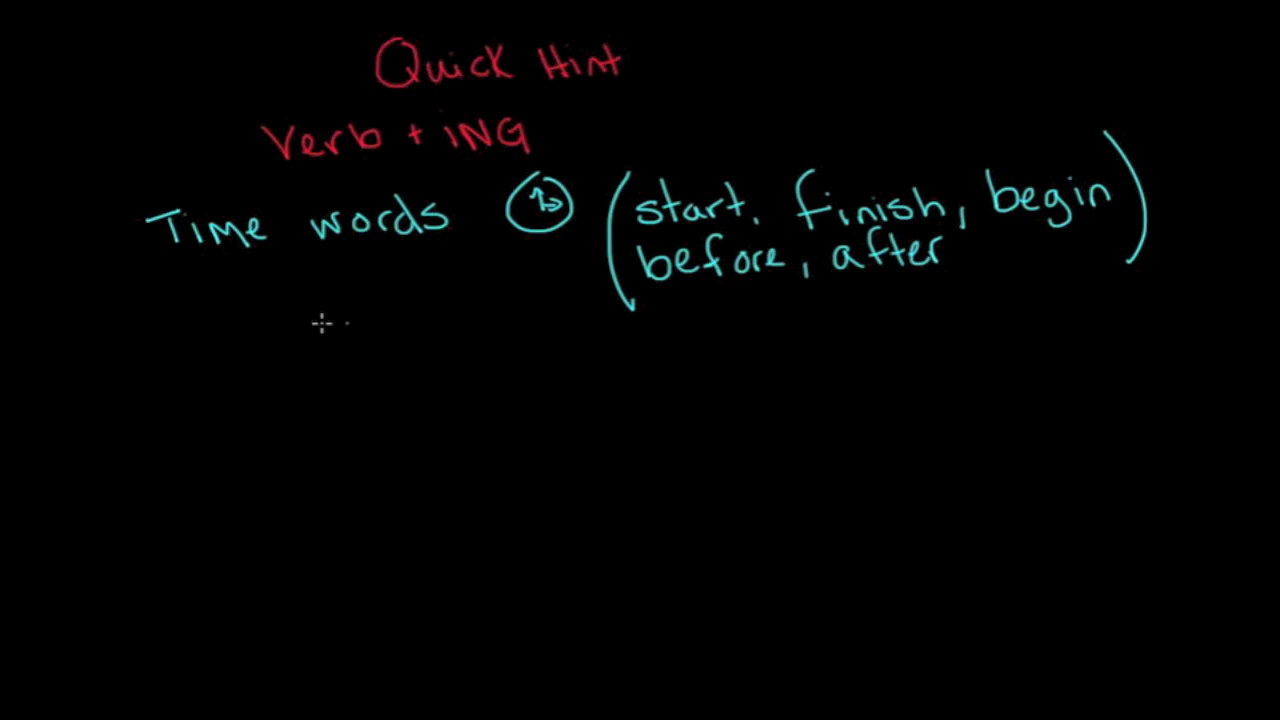 Quick Hint
Verb + iNG
Time words (start, finish, begin
before, after)